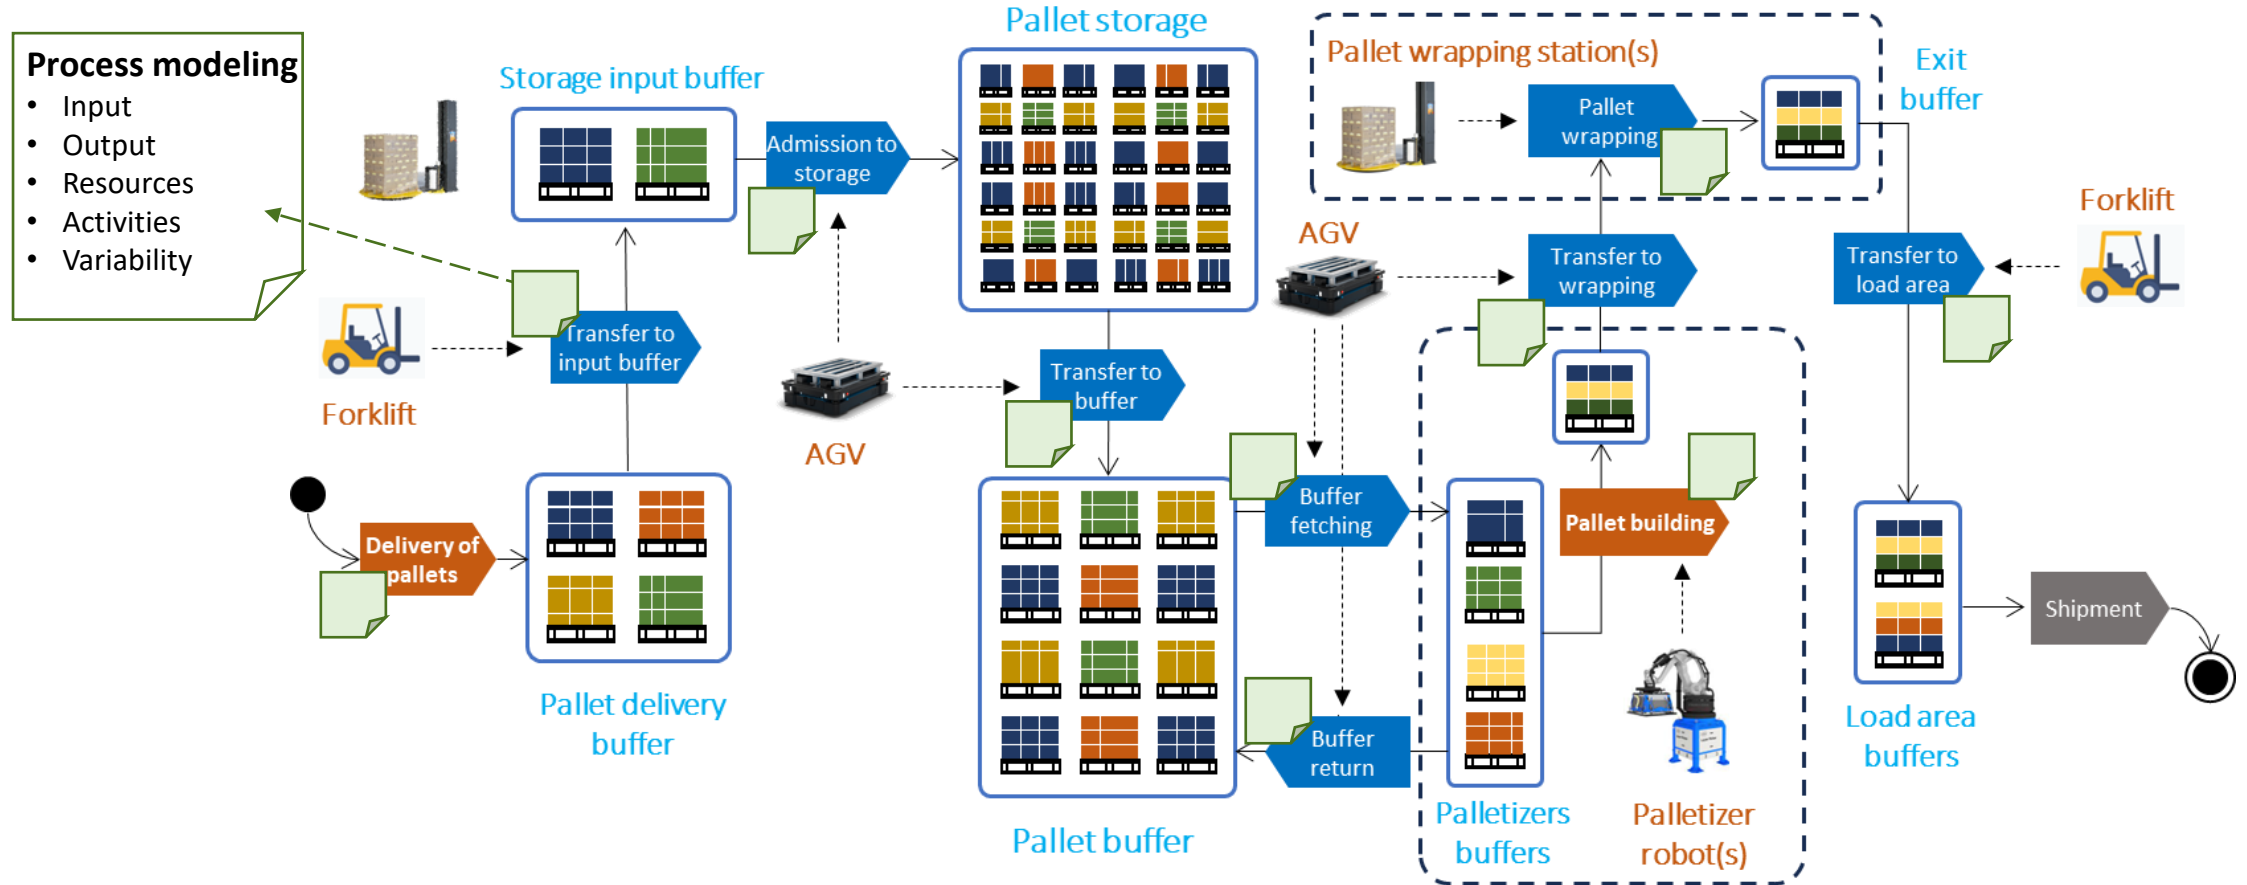 Process modeling
• Input
• Output
• Resources
• Activities
• Variability
Storage input buffer
Admission to
storage
Pallet storage
Pallet wrapping station(s)
Pallet
wrapping
Exit
buffer
Forklift
Transfer to
load area
AGV
Transfer to
wrapping
Transfer to
input buffer
Forklift
AGV
Transfer to
buffer
Delivery of
pallets
Pallet delivery
buffer
Pallet buffer
Buffer
fetching
Buffer
return
Pallet building
Palletizers
buffers
Palletizer
robot(s)
Load area
buffers
Shipment